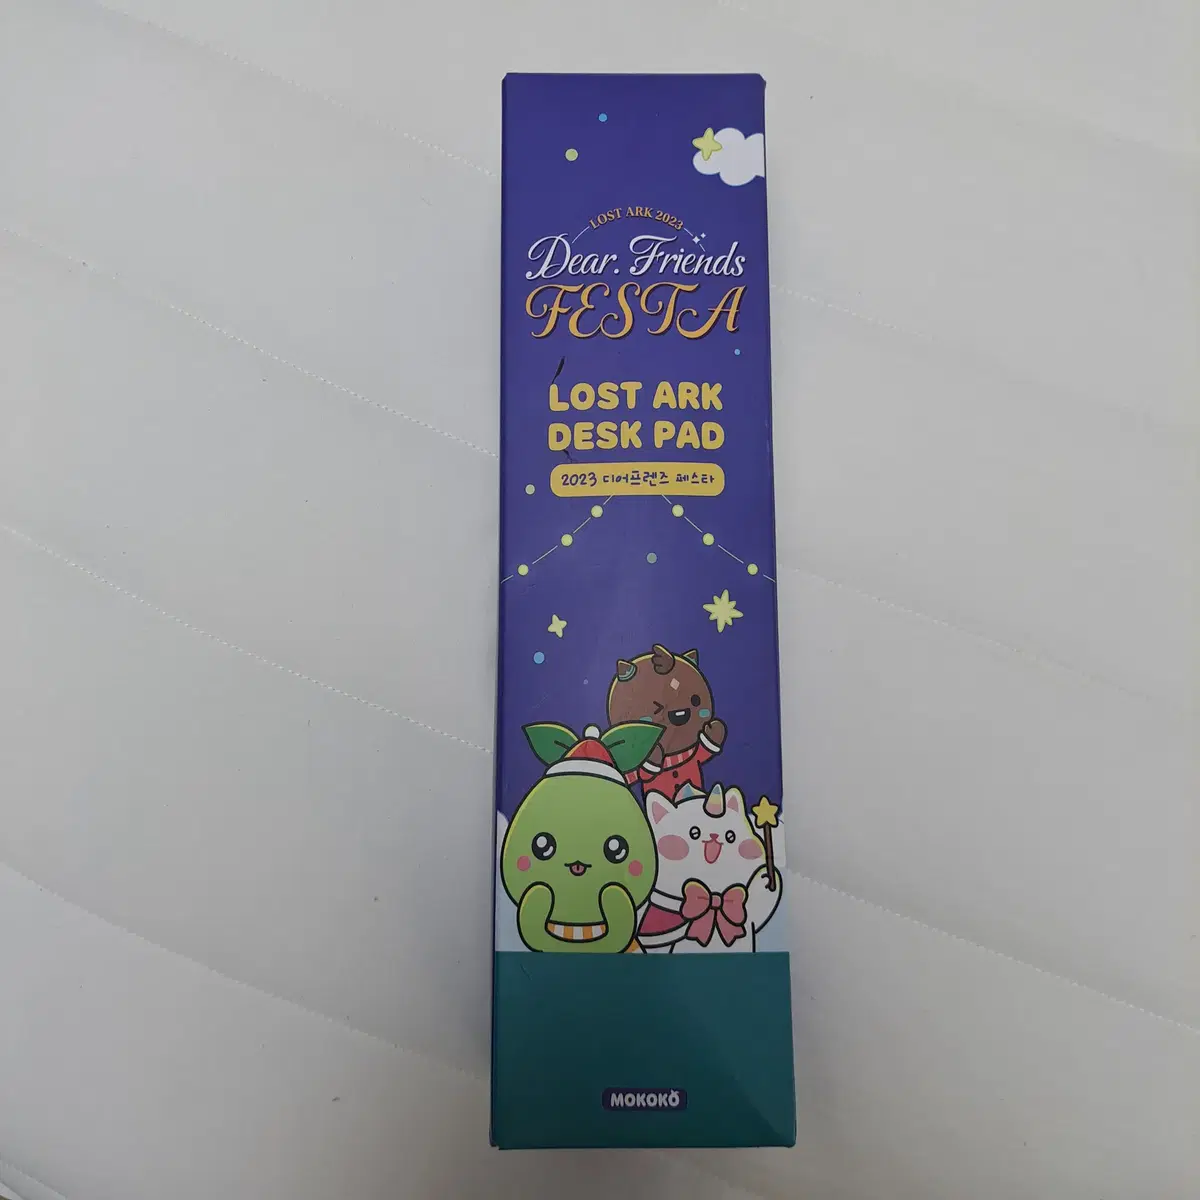 LOST ARK 2023
Dear. Friends
FESTA
LOST ARK
DESK PAD
2023 디어프렌즈 페스타
MOKOKO